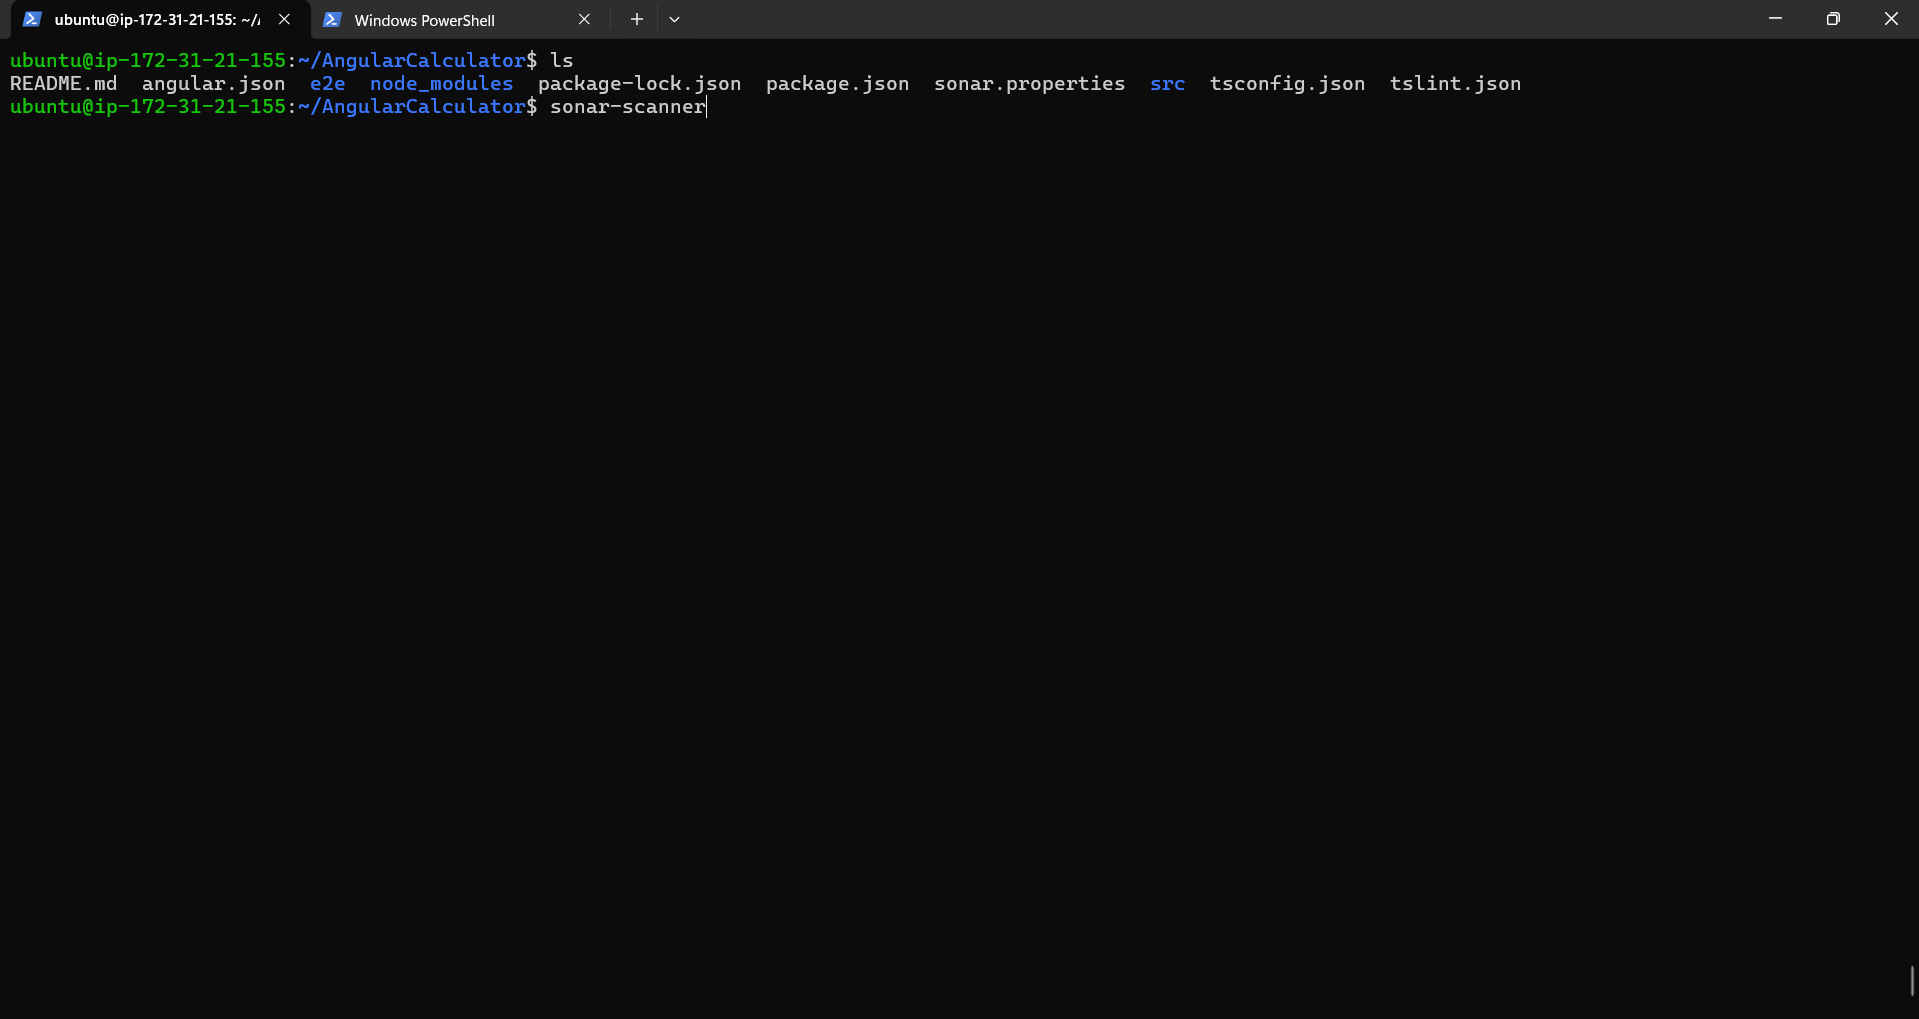 ubuntu@ip-172-31-21-155: ~/
Windows PowerShell
ubuntu@ip-172-31-21-155:~/AngularCalculator$ ls
README.md  angular.json  e2e  node_modules  package-lock.json  package.json  sonar.properties  src  tsconfig.json  tslint.json
ubuntu@ip-172-31-21-155:~/AngularCalculator$ sonar-scanner